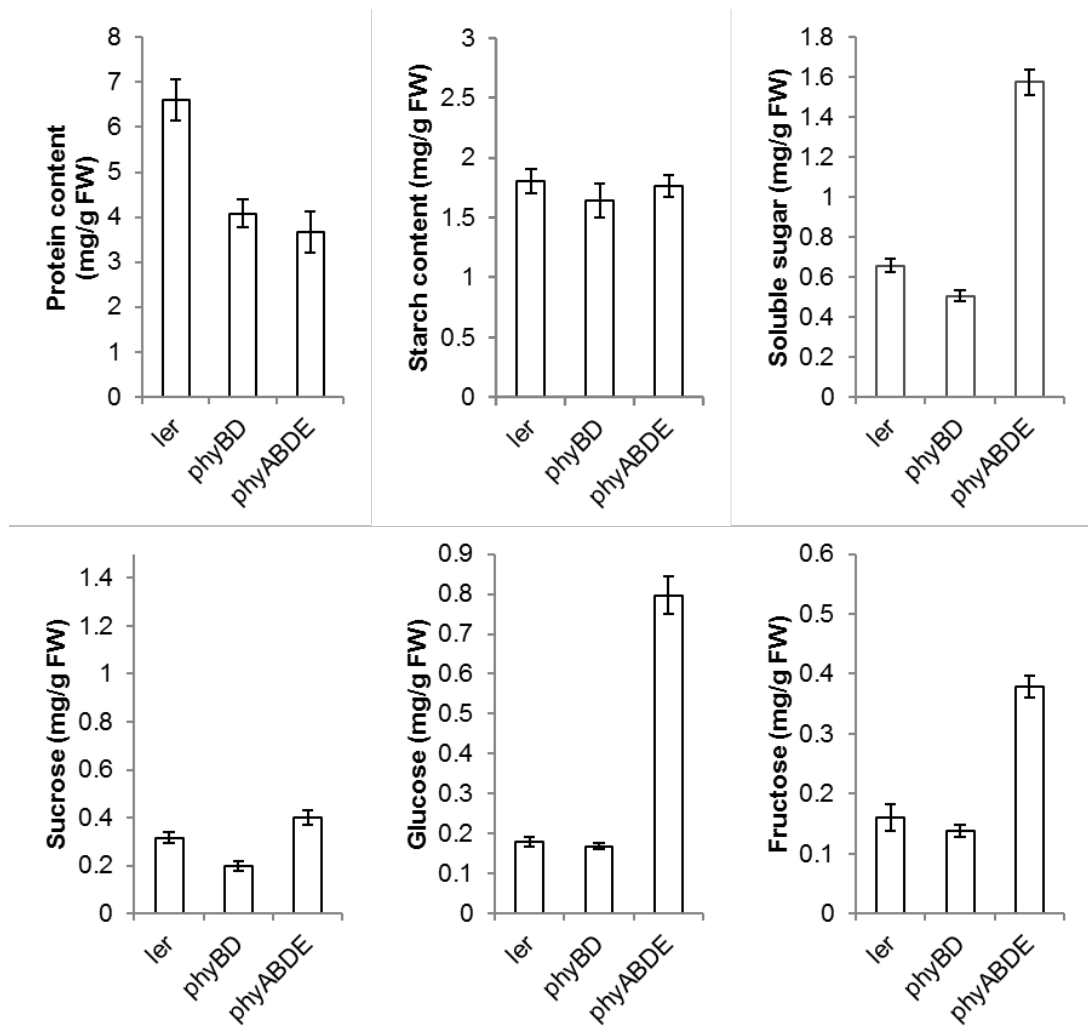 Protein content
(mg/g FW)
8
7
6
5
4
3
2
1
0
ler
phyBD
phyABDE
Starch content (mg/g FW)
3
2.5
2
1.5
1
0.5
0
ler
phyBD
phyABDE
Soluble sugar (mg/g FW)
1.8
1.6
1.4
1.2
1
0.8
0.6
0.4
0.2
0
ler
phyBD
phyABDE
Sucrose (mg/g FW)
1.4
1.2
1
0.8
0.6
0.4
0.2
0
ler
phyBD
phyABDE
Glucose (mg/g FW)
0.9
0.8
0.7
0.6
0.5
0.4
0.3
0.2
0.1
0
ler
phyBD
phyABDE
Fructose (mg/g FW)
0.6
0.5
0.4
0.3
0.2
0.1
0
ler
phyBD
phyABDE